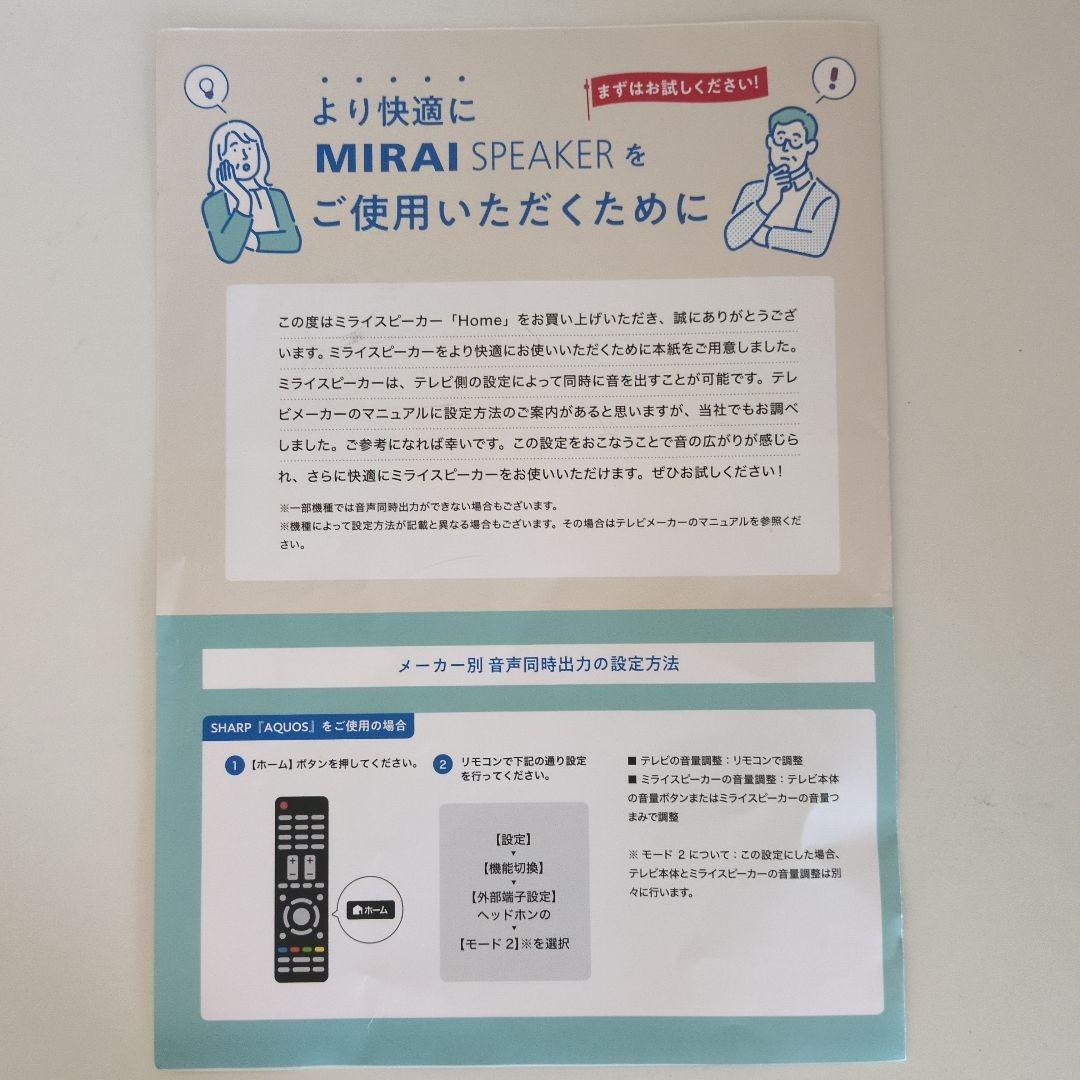 まずはお試しください!
より快適に
MIRAI SPEAKER を
ご使用いただくために
この度はミライスピーカー「Home」をお買い上げいただき、誠にありがとうござ
います。ミライスピーカーをより快適にお使いいただくために本紙をご用意しました。
ミライスピーカーは、テレビ側の設定によって同時に音を出すことが可能です。テレ
ビメーカーのマニュアルに設定方法のご案内があると思いますが、当社でもお調べ
しました。ご参考になれば幸いです。この設定をおこなうことで音の広がりが感じら
れ、さらに快適にミライスピーカーをお使いいただけます。ぜひお試しください!
※一部機種では音声同時出力ができない場合もございます。
※機種によって設定方法が記載と異なる場合もございます。その場合はテレビメーカーのマニュアルを参照くだ
さい。
メーカー別 音声同時出力の設定方法
SHARP『AQUOS』をご使用の場合
1 【ホーム】ボタンを押してください。
ホーム
2 リモコンで下記の通り設定
を行ってください。
【設定】
▼
【機能切換】
▼
【外部端子設定】
ヘッドホンの
▼
【モード2】※を選択
■ テレビの音量調整：リモコンで調整
■ ミライスピーカーの音量調整：テレビ本体
の音量ボタンまたはミライスピーカーの音量つ
まみで調整
※ モード 2 について：この設定にした場合、
テレビ本体とミライスピーカーの音量調整は別
々に行います。